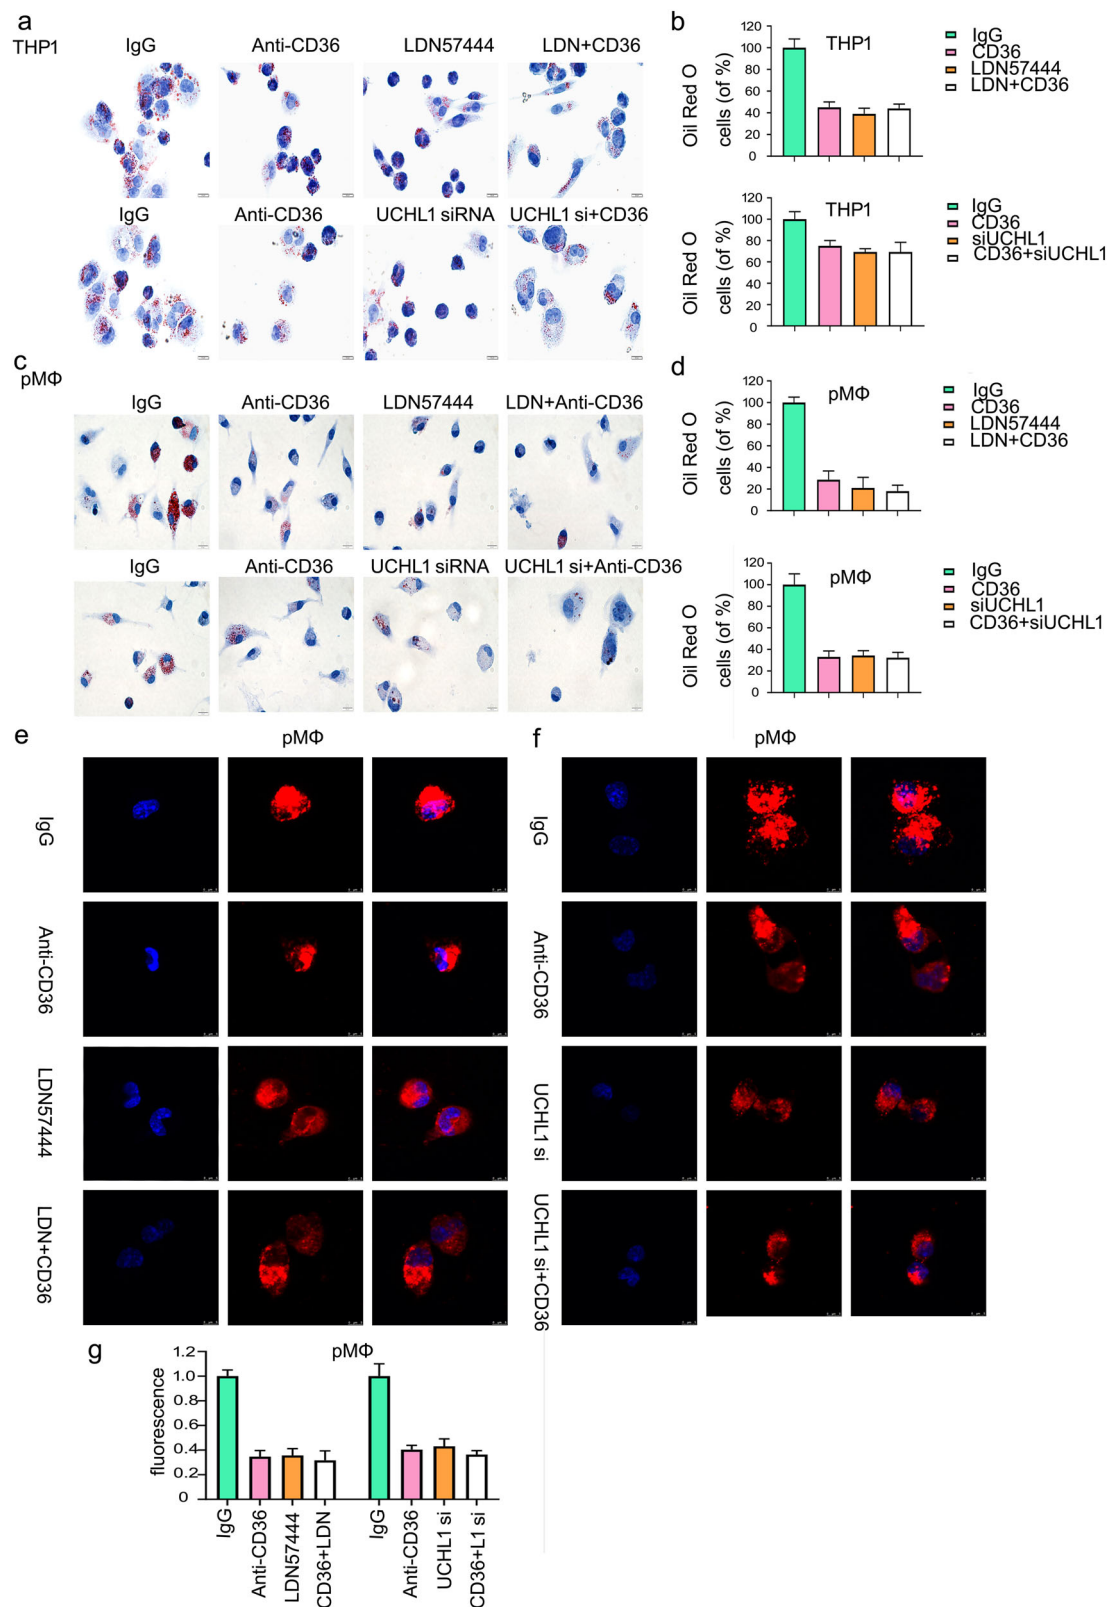 a
THP1
IgG
Anti-CD36
LDN57444
LDN+CD36
IgG
Anti-CD36
UCHL1 siRNA
UCHL1 si+CD36
b
Oil Red O
cells (of %)
120
100
80
60
40
20
0
THP1
IgG
CD36
LDN57444
LDN+CD36
Oil Red O
cells (of %)
120
100
80
60
40
20
0
THP1
IgG
CD36
siUCHL1
CD36+siUCHL1
c
pMΦ
IgG
Anti-CD36
LDN57444
LDN+Anti-CD36
IgG
Anti-CD36
UCHL1 siRNA
UCHL1 si+Anti-CD36
d
Oil Red O
cells (of %)
120
100
80
60
40
20
0
pMΦ
IgG
CD36
LDN57444
LDN+CD36
Oil Red O
cells (of %)
120
100
80
60
40
20
0
pMΦ
IgG
CD36
siUCHL1
CD36+siUCHL1
e
pMΦ
IgG
Anti-CD36
LDN57444
LDN+CD36
f
pMΦ
IgG
Anti-CD36
UCHL1 si
UCHL1 si+CD36
g
pMΦ
fluorescence
1.2
1.0
0.8
0.6
0.4
0.2
0
IgG
Anti-CD36
LDN57444
CD36+LDN
IgG
Anti-CD36
UCHL1 si
CD36+L1 si